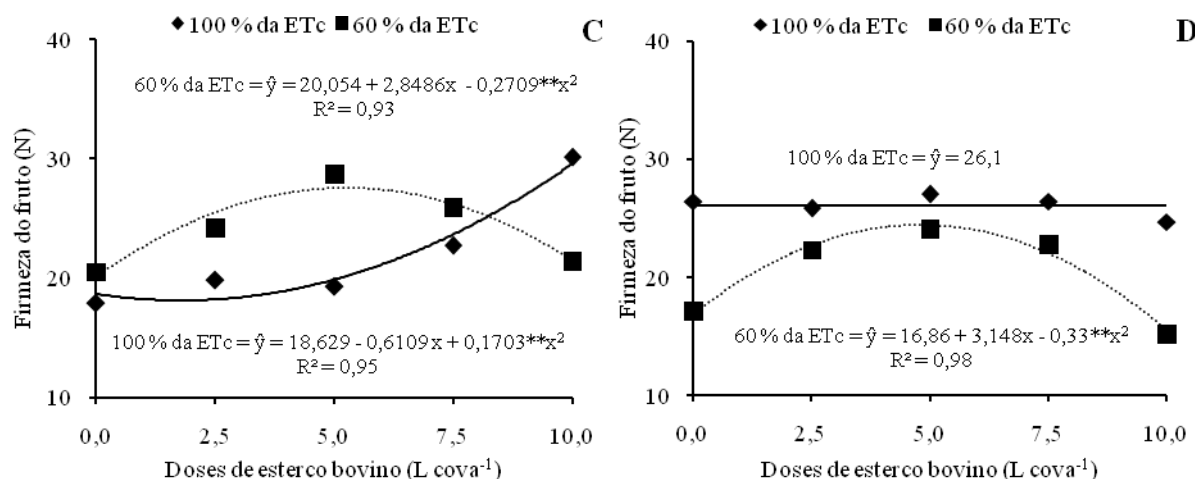 ◆ 100 % da ETc ■ 60 % da ETc C
40
30
20
10
Firmeza do fruto (N)
60 % da ETc = ŷ = 20,054 + 2,8486x - 0,2709**x²
R² = 0,93
100 % da ETc = ŷ = 18,629 - 0,6109x + 0,1703**x²
R² = 0,95
0,0 2,5 5,0 7,5 10,0
Doses de esterco bovino (L cova⁻¹)
◆ 100 % da ETc ■ 60 % da ETc D
40
30
20
10
Firmeza do fruto (N)
100 % da ETc = ŷ = 26,1
60 % da ETc = ŷ = 16,86 + 3,148x - 0,33**x²
R² = 0,98
0,0 2,5 5,0 7,5 10,0
Doses de esterco bovino (L cova⁻¹)